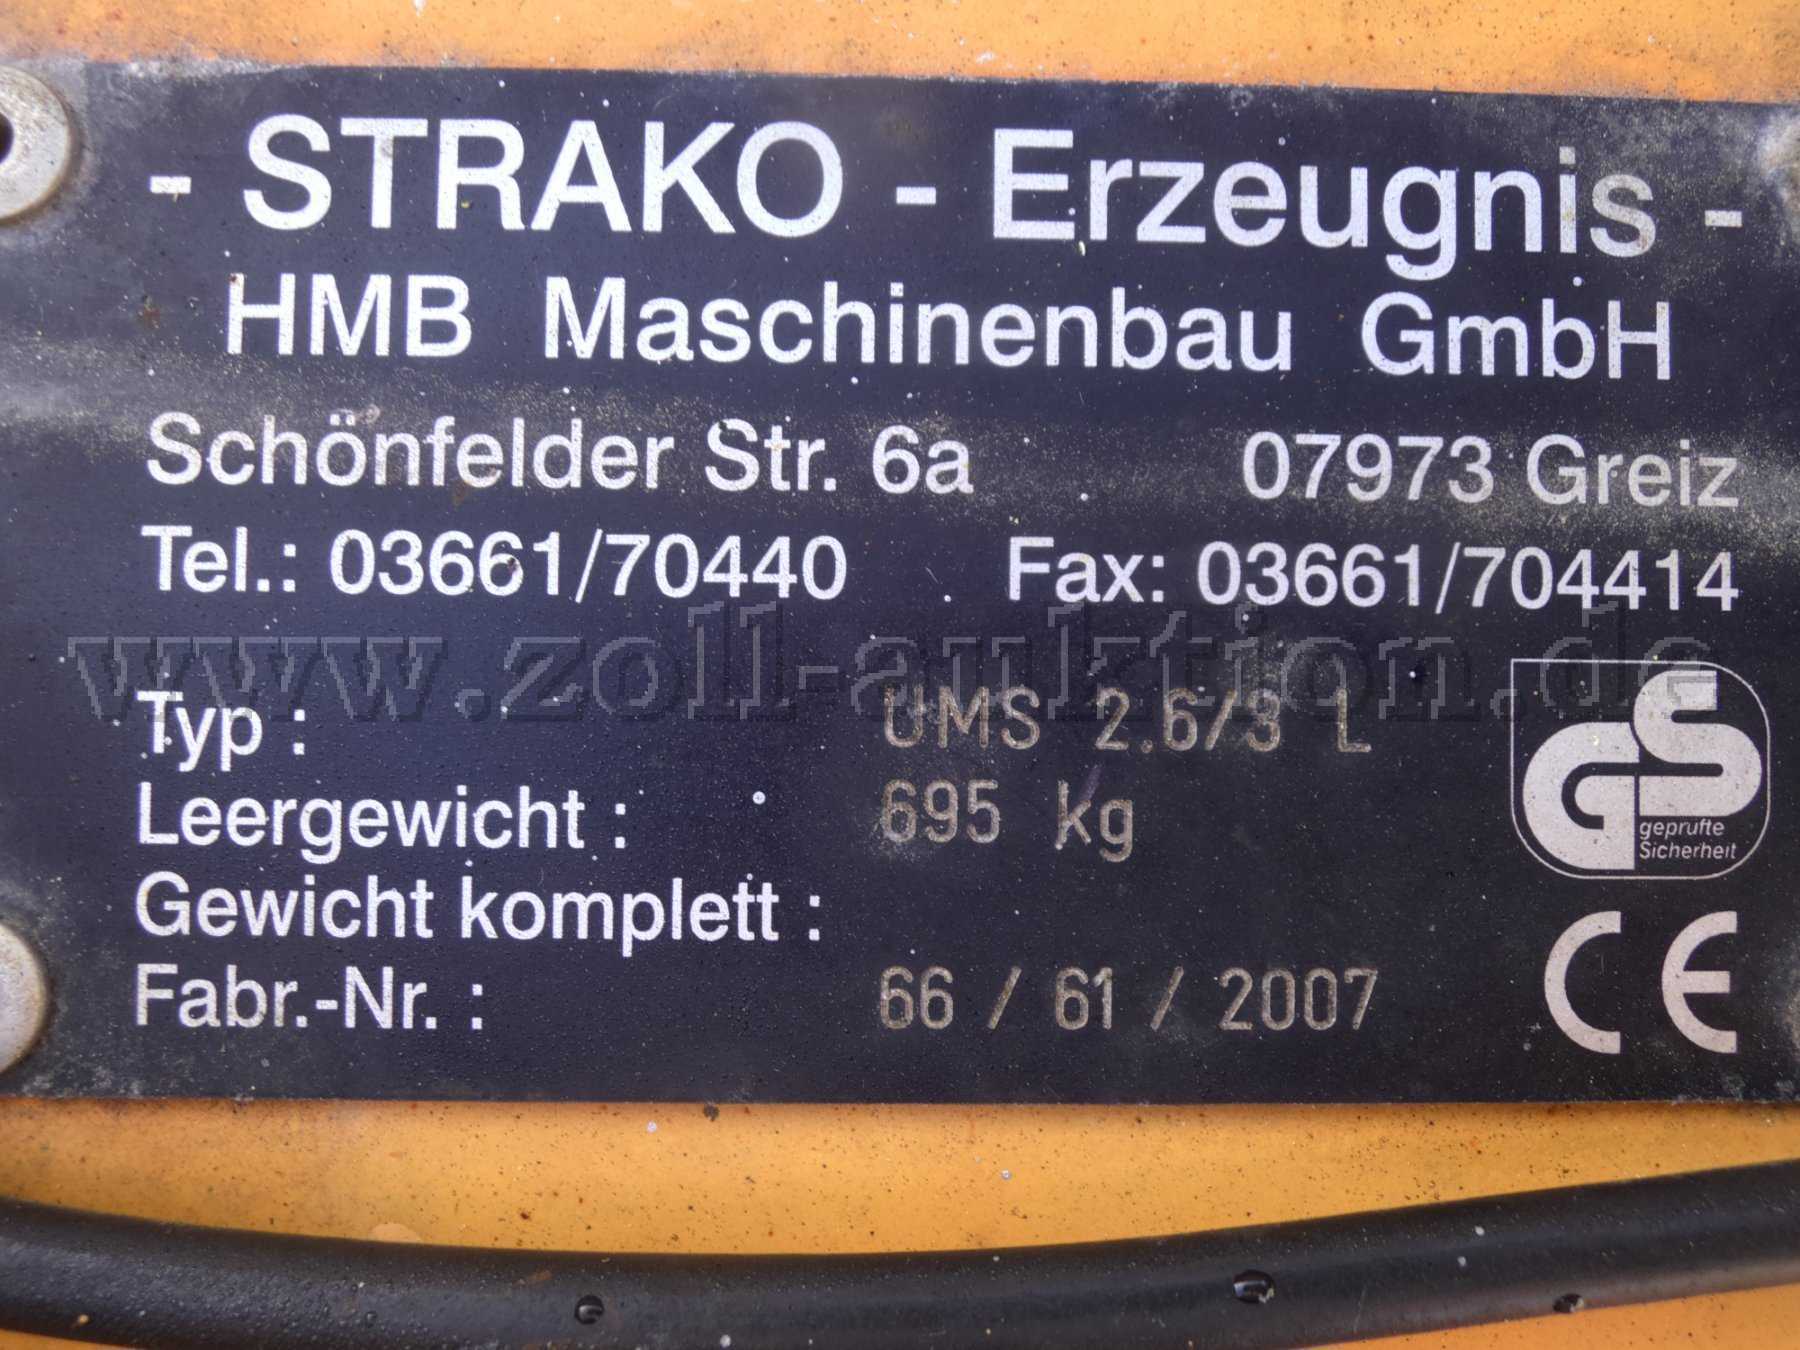 - STRAKO - Erzeugnis -
HMB Maschinenbau GmbH
Schönfelder Str. 6a 07973 Greiz
Tel.: 03661/70440 Fax: 03661/704414
www.zoll-auktion.de
Typ : UMS 2.6/3 L
Leergewicht : 695 kg
Gewicht komplett :
Fabr.-Nr. : 66 / 61 / 2007
GS
geprüfte
Sicherheit
CE